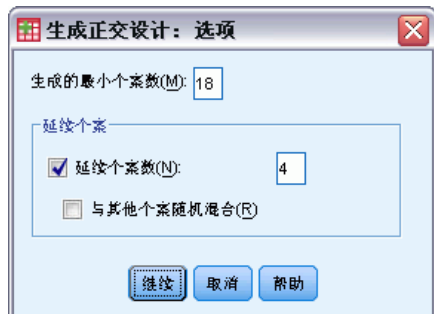 生成正交设计：选项
生成的最小个案数(M): 18
延续个案
延续个案数(N): 4
与其他个案随机混合(R)
继续 取消 帮助